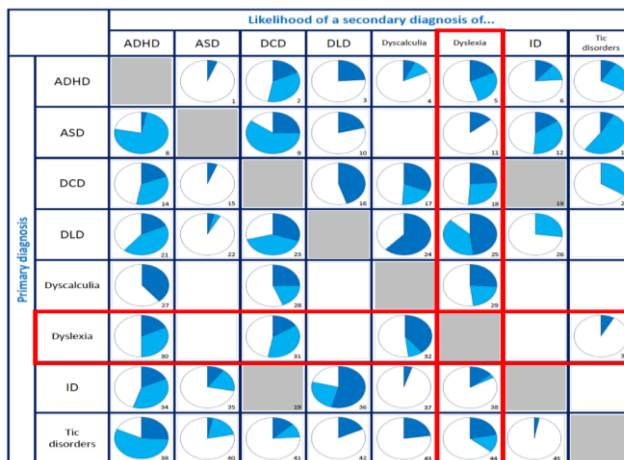 Likelihood of a secondary diagnosis of...
ADHD ASD DCD DLD Dyscalculia Dyslexia ID Tic disorders
Primary diagnosis
ADHD 1 2 3 4 5 6
ASD 8 9 10 11 12
DCD 14 15 16 17 18 19
DLD 21 22 23 24 25 26
Dyscalculia 27 28 29
Dyslexia 30 31 32
ID 34 35 36 37 38
Tic disorders 39 40 41 42 43 44 45